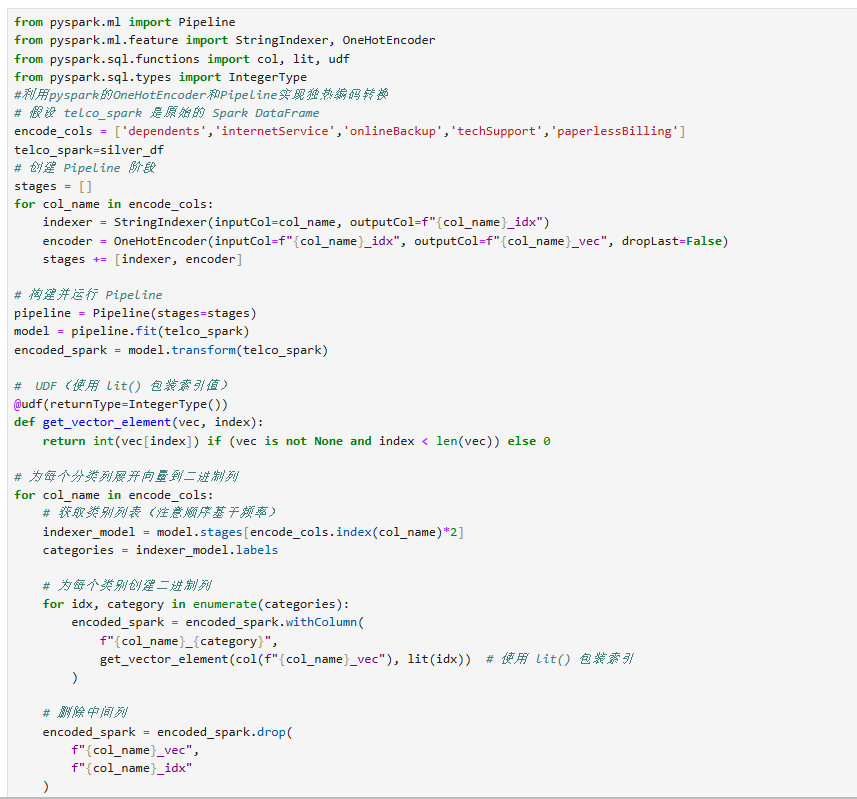 from pyspark.ml import Pipeline
from pyspark.ml.feature import StringIndexer, OneHotEncoder
from pyspark.sql.functions import col, lit, udf
from pyspark.sql.types import IntegerType
#利用pyspark的OneHotEncoder和Pipeline实现独热编码转换
# 假设 telco_spark 是原始的 Spark DataFrame
encode_cols = ['dependents','internetService','onlineBackup','techSupport','paperlessBilling']
telco_spark=silver_df
# 创建 Pipeline 阶段
stages = []
for col_name in encode_cols:
    indexer = StringIndexer(inputCol=col_name, outputCol=f"{col_name}_idx")
    encoder = OneHotEncoder(inputCol=f"{col_name}_idx", outputCol=f"{col_name}_vec", dropLast=False)
    stages += [indexer, encoder]

# 构建并运行 Pipeline
pipeline = Pipeline(stages=stages)
model = pipeline.fit(telco_spark)
encoded_spark = model.transform(telco_spark)

#  UDF（使用 lit() 包装索引值）
@udf(returnType=IntegerType())
def get_vector_element(vec, index):
    return int(vec[index]) if (vec is not None and index < len(vec)) else 0

# 为每个分类列展开向量到二进制列
for col_name in encode_cols:
    # 获取类别列表（注意顺序基于频率）
    indexer_model = model.stages[encode_cols.index(col_name)*2]
    categories = indexer_model.labels

    # 为每个类别创建二进制列
    for idx, category in enumerate(categories):
        encoded_spark = encoded_spark.withColumn(
            f"{col_name}_{category}",
            get_vector_element(col(f"{col_name}_vec"), lit(idx))  # 使用 lit() 包装索引
        )

    # 删除中间列
    encoded_spark = encoded_spark.drop(
        f"{col_name}_vec",
        f"{col_name}_idx"
    )